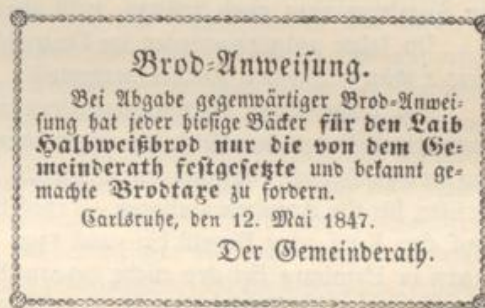 Brod-Anweisung.
Bei Abgabe gegenwärtiger Brod-Anwei-
sung hat jeder hiesige Bäcker für den Laib
Halbweißbrod nur die von dem Ge-
meinderath festgesetzte und bekannt ge-
machte Brodtaxe zu fordern.
Carlsruhe, den 12. Mai 1847.
Der Gemeinderath.